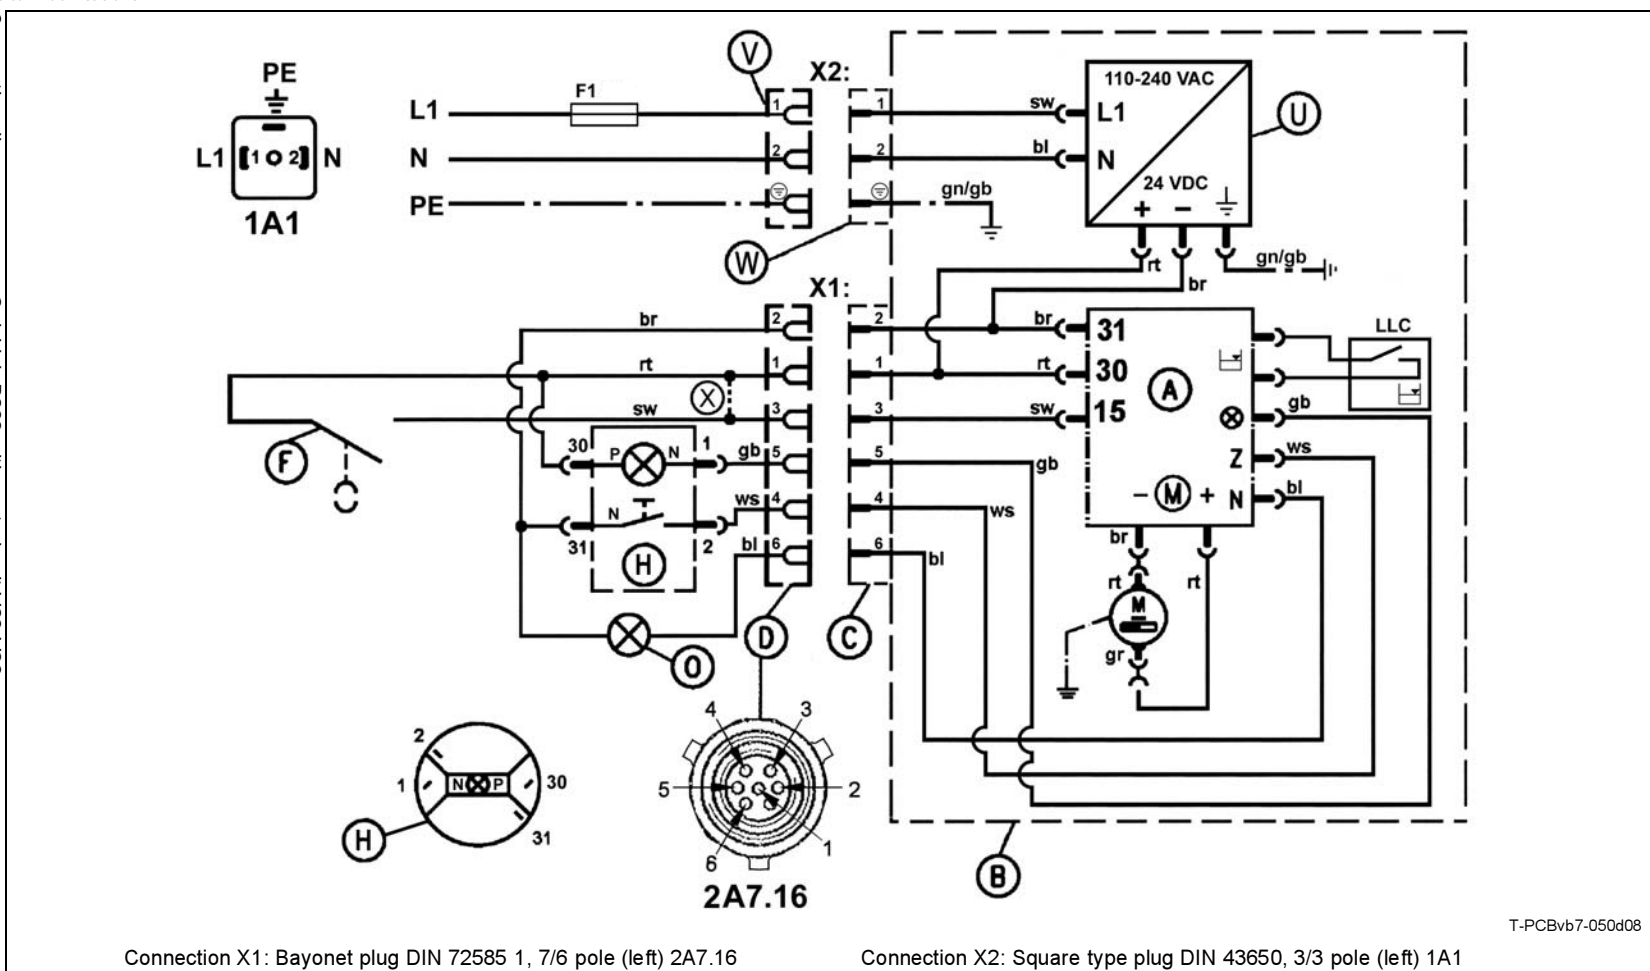 PE
L1 1 2 N
1A1
L1 F1
N
PE
V
X2:
1 1 sw L1
2 2 bl N
gn/gb
110-240 VAC
24 VDC
+ −
U
W
rt br gn/gb
X1:
br 2 2 br 31
rt 1 1 rt 30
X
sw 3 3 sw 15
A
LLC
F
30 P N 1 gb 5 5 gb
gb
Z ws
31 N 2 ws 4 4 ws
− M + N bl
H
bl 6 6 bl
br
rt rt
M
gr
O
D
C
2
1 N P 30
31
H
4 3
5 2
6 1
2A7.16
B
T-PCBvb7-050d08
Connection X1: Bayonet plug DIN 72585 1, 7/6 pole (left) 2A7.16 Connection X2: Square type plug DIN 43650, 3/3 pole (left) 1A1